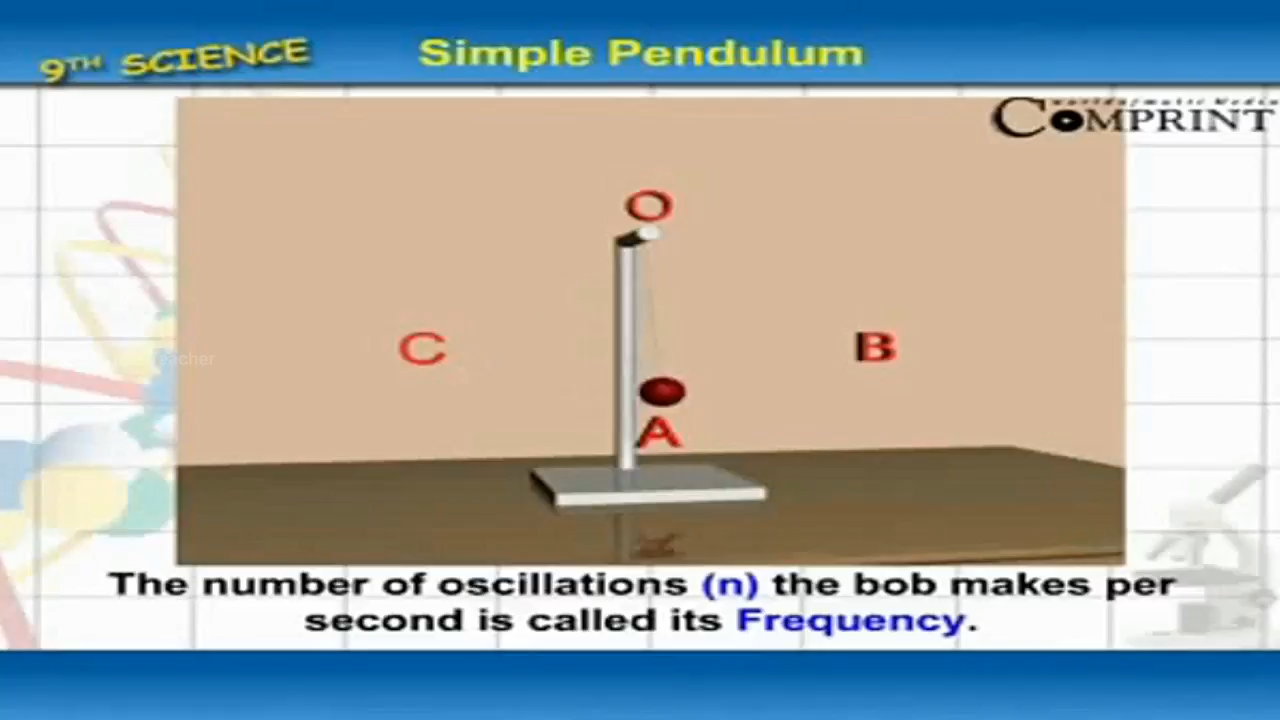 9TH SCIENCE
Simple Pendulum
COMPRINT
O
C
B
A
The number of oscillations (n) the bob makes per
second is called its Frequency.